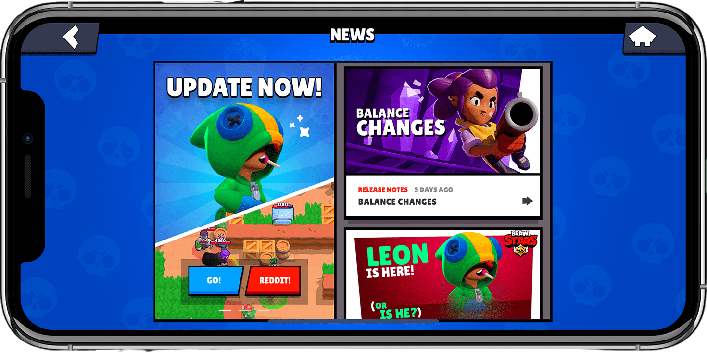 NEWS
UPDATE NOW!
GO!
REDDIT!
BALANCE
CHANGES
RELEASE NOTES 5 DAYS AGO
BALANCE CHANGES
BRAWL
STARS
LEON
IS HERE!
(OR
IS HE?)